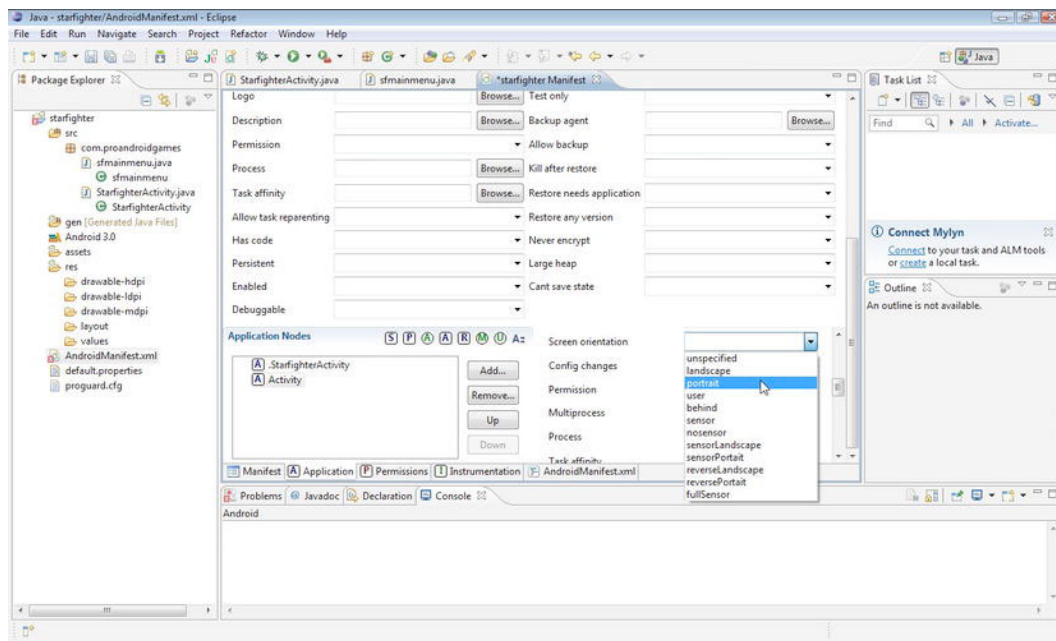 Java - starfighter/AndroidManifest.xml - Eclipse
File Edit Run Navigate Search Project Refactor Window Help
Java
Package Explorer
starfighter
src
com.proandroidgames
sfmainmenu.java
sfmainmenu
StarfighterActivity.java
StarfighterActivity
gen [Generated Java Files]
Android 3.0
assets
res
drawable-hdpi
drawable-ldpi
drawable-mdpi
layout
values
AndroidManifest.xml
default.properties
proguard.cfg
StarfighterActivity.java sfmainmenu.java *starfighter Manifest
Logo Browse... Test only
Description Browse... Backup agent Browse...
Permission Allow backup
Process Browse... Kill after restore
Task affinity Browse... Restore needs application
Allow task reparenting Restore any version
Has code Never encrypt
Persistent Large heap
Enabled Cant save state
Debuggable
Application Nodes S P A A R M U Az
A .StarfighterActivity
A Activity
Add...
Remove...
Up
Down
Screen orientation
Config changes
Permission
Multiprocess
Process
Task affinity
unspecified
landscape
portrait
user
behind
sensor
nosensor
sensorLandscape
sensorPortait
reverseLandscape
reversePortait
fullSensor
Manifest A Application P Permissions I Instrumentation AndroidManifest.xml
Problems @ Javadoc Declaration Console
Android
Task List
Find All Activate...
Connect Mylyn
Connect to your task and ALM tools
or create a local task.
Outline
An outline is not available.